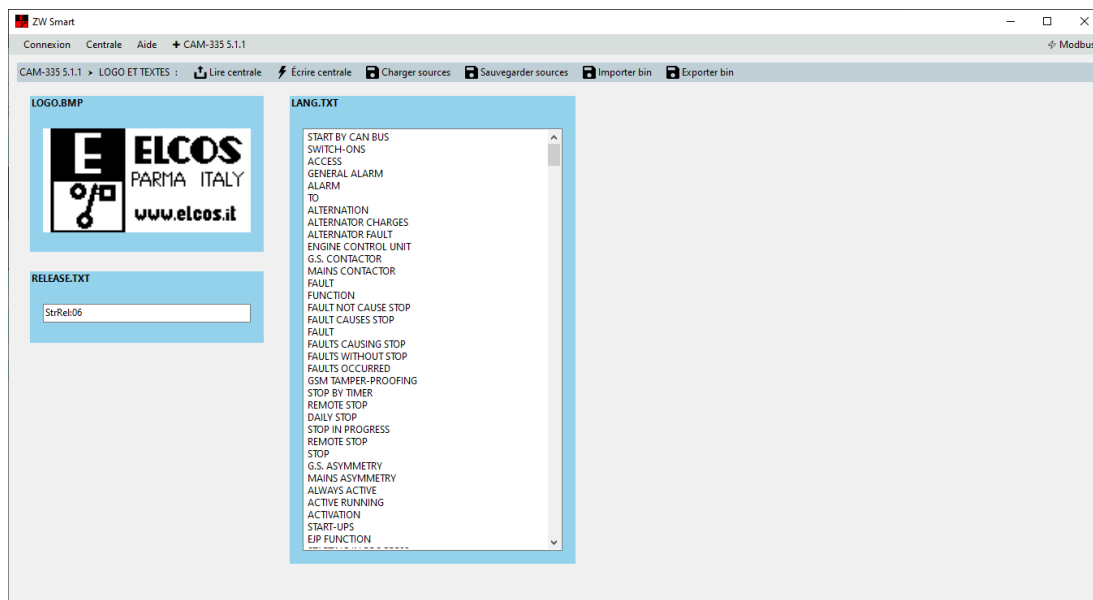 ZW Smart
Connexion Centrale Aide + CAM-335 5.1.1 Modbus
CAM-335 5.1.1 ➤ LOGO ET TEXTES : Lire centrale Écrire centrale Charger sources Sauvegarder sources Importer bin Exporter bin
LOGO.BMP
E ELCOS
PARMA ITALY
www.elcos.it
RELEASE.TXT
StrRel:06
LANG.TXT
START BY CAN BUS
SWITCH-ONS
ACCESS
GENERAL ALARM
ALARM
TO
ALTERNATION
ALTERNATOR CHARGES
ALTERNATOR FAULT
ENGINE CONTROL UNIT
G.S. CONTACTOR
MAINS CONTACTOR
FAULT
FUNCTION
FAULT NOT CAUSE STOP
FAULT CAUSES STOP
FAULT
FAULTS CAUSING STOP
FAULTS WITHOUT STOP
FAULTS OCCURRED
GSM TAMPER-PROOFING
STOP BY TIMER
REMOTE STOP
DAILY STOP
STOP IN PROGRESS
REMOTE STOP
STOP
G.S. ASYMMETRY
MAINS ASYMMETRY
ALWAYS ACTIVE
ACTIVE RUNNING
ACTIVATION
START-UPS
EJP FUNCTION